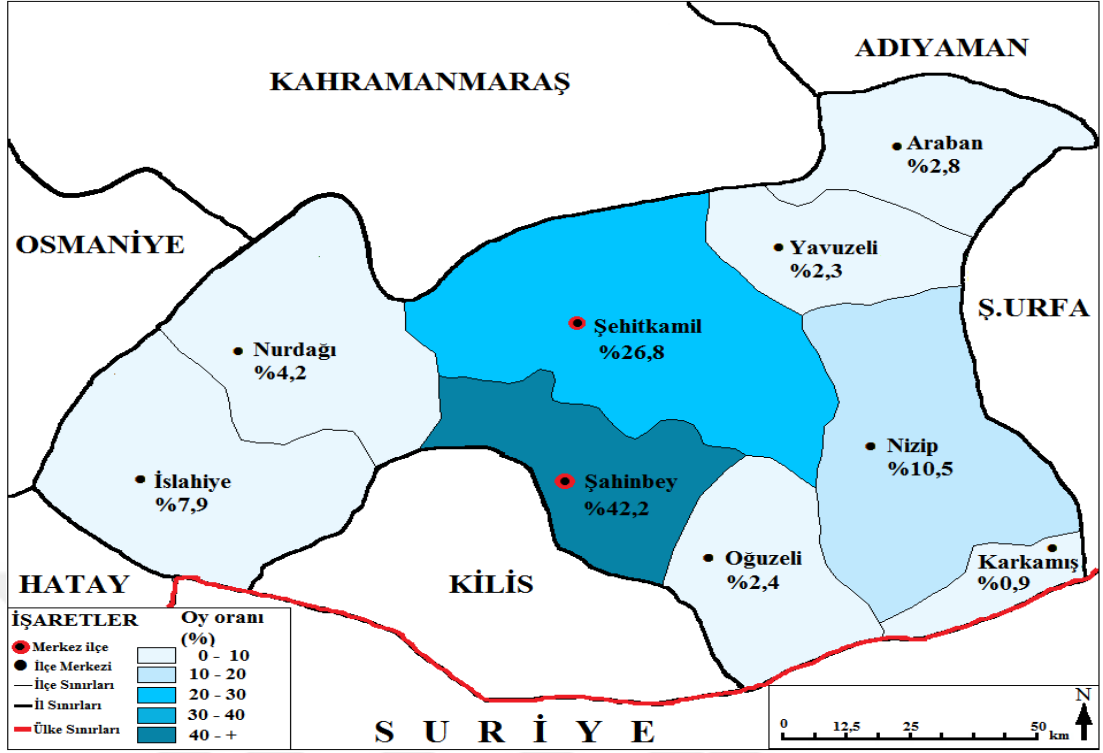 ADIYAMAN
KAHRAMANMARAŞ
Araban
%2,8
OSMANİYE
Yavuzeli
%2,3
Ş.URFA
Şehitkamil
%26,8
Nurdağı
%4,2
Nizip
%10,5
İslahiye
%7,9
Şahinbey
%42,2
Oğuzeli
%2,4
Karkamış
%0,9
HATAY
KİLİS
İŞARETLER
Merkez ilçe
İlçe Merkezi
İlçe Sınırları
İl Sınırları
Ülke Sınırları
Oy oranı
(%)
0 - 10
10 - 20
20 - 30
30 - 40
40 - +
SURİYE
N
0 12,5 25 50 km